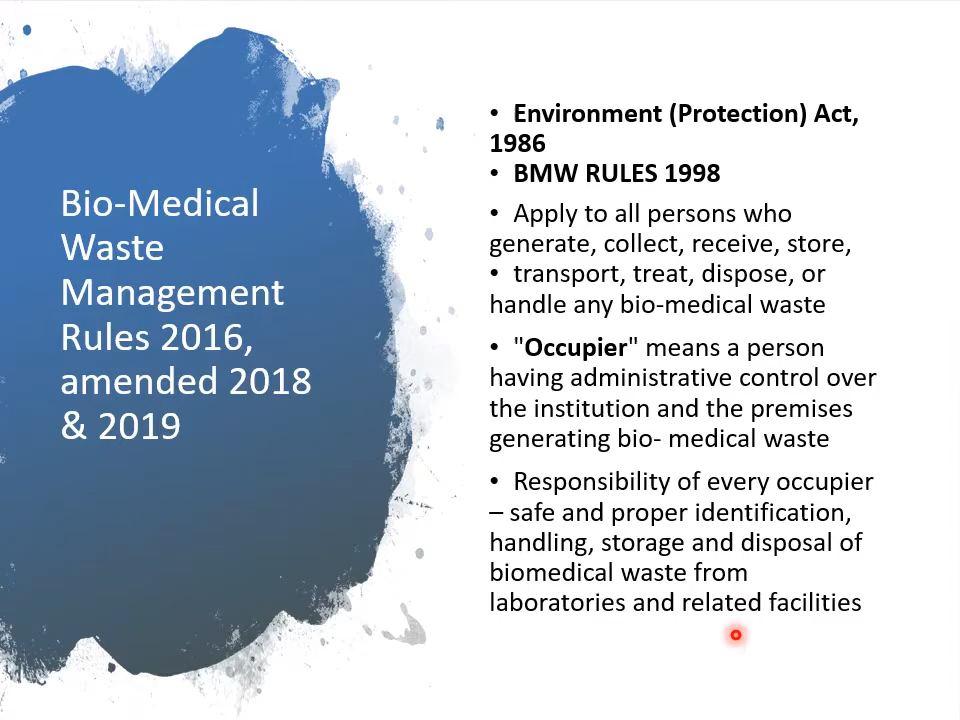 Bio-Medical
Waste
Management
Rules 2016,
amended 2018
& 2019
• Environment (Protection) Act,
1986
• BMW RULES 1998
• Apply to all persons who
generate, collect, receive, store,
• transport, treat, dispose, or
handle any bio-medical waste
• "Occupier" means a person
having administrative control over
the institution and the premises
generating bio- medical waste
• Responsibility of every occupier
– safe and proper identification,
handling, storage and disposal of
biomedical waste from
laboratories and related facilities